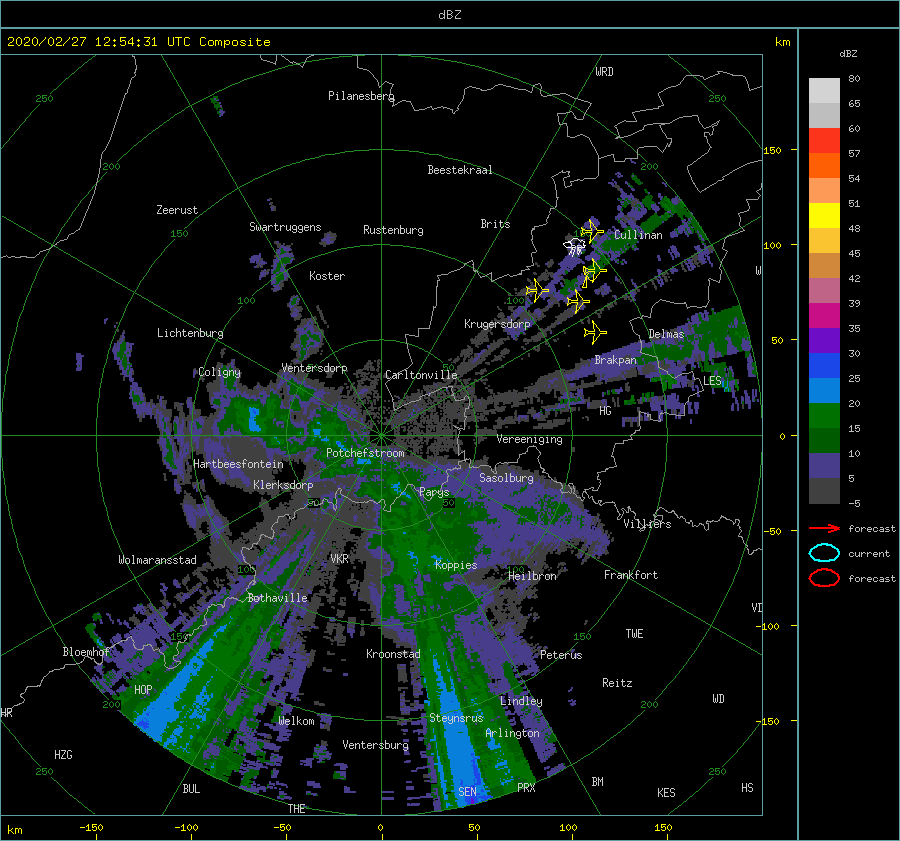 dBZ
2020/02/27 12:54:31 UTC Composite
km
dBZ
WRD
250
Pilanesberg
250
80
65
60
57
54
51
48
45
42
39
35
30
25
20
15
10
5
-5
150
200
Beestekraal
200
Zeerust
150
Swartruggens
Rustenburg
Brits
Cullinan
100
Koster
W
100
100
Krugersdorp
Lichtenburg
Delmas
50
Brakpan
Coligny
Ventersdorp
Carltonville
LES
HG
Vereeniging
0
Potchefstroom
Hartbeesfontein
Klerksdorp
Sasolburg
Parys
50
50
Villiers
forecast
-50
current
Wolmaransstad
VKR
Koppies
100
100
Heilbron
Frankfort
forecast
Bothaville
VD
-100
150
150
TWE
Bloemhof
Kroonstad
Peterus
HOP
Reitz
WD
200
Lindley
200
HR
Welkom
Steynsrus
-150
Arlington
Ventersburg
HZG
250
250
BUL
SEN
PRX
BM
KES
HS
THE
km
-150
-100
-50
0
50
100
150